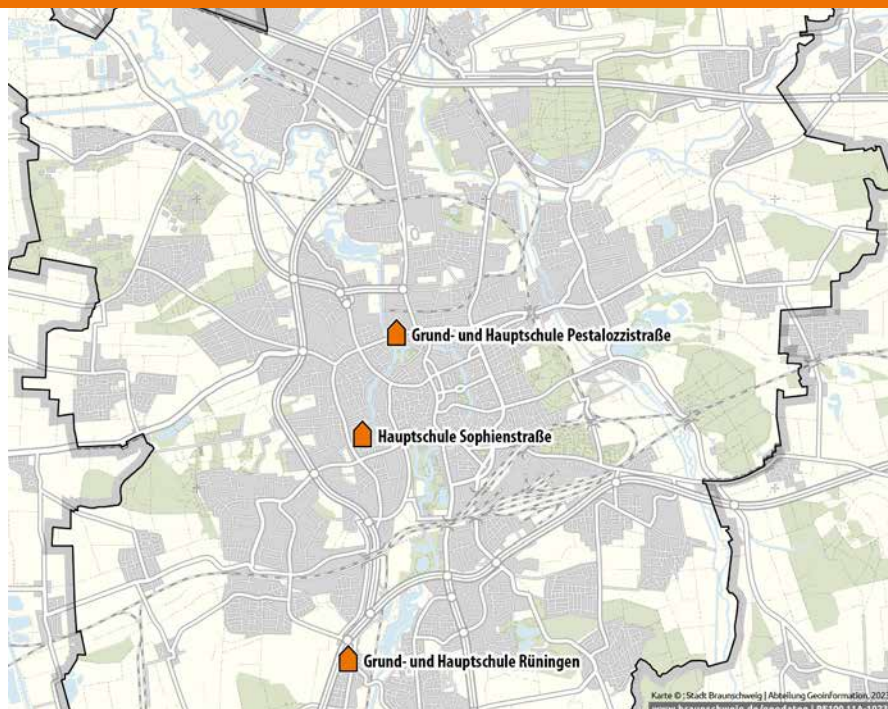 Grund- und Hauptschule Pestalozzistraße
Hauptschule Sophienstraße
Grund- und Hauptschule Rüningen
Karte © : Stadt Braunschweig | Abteilung Geoinformation, 2023